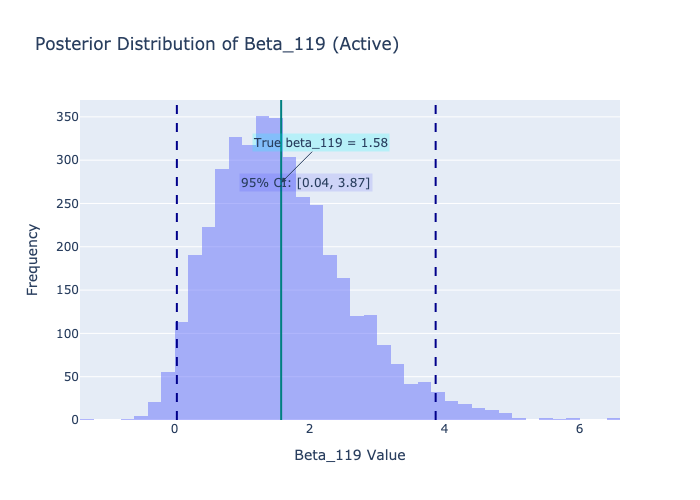 Posterior Distribution of Beta_119 (Active)
350
300
250
200
150
100
50
0
Frequency
True beta_119 = 1.58
95% CI: [0.04, 3.87]
0
2
4
6
Beta_119 Value